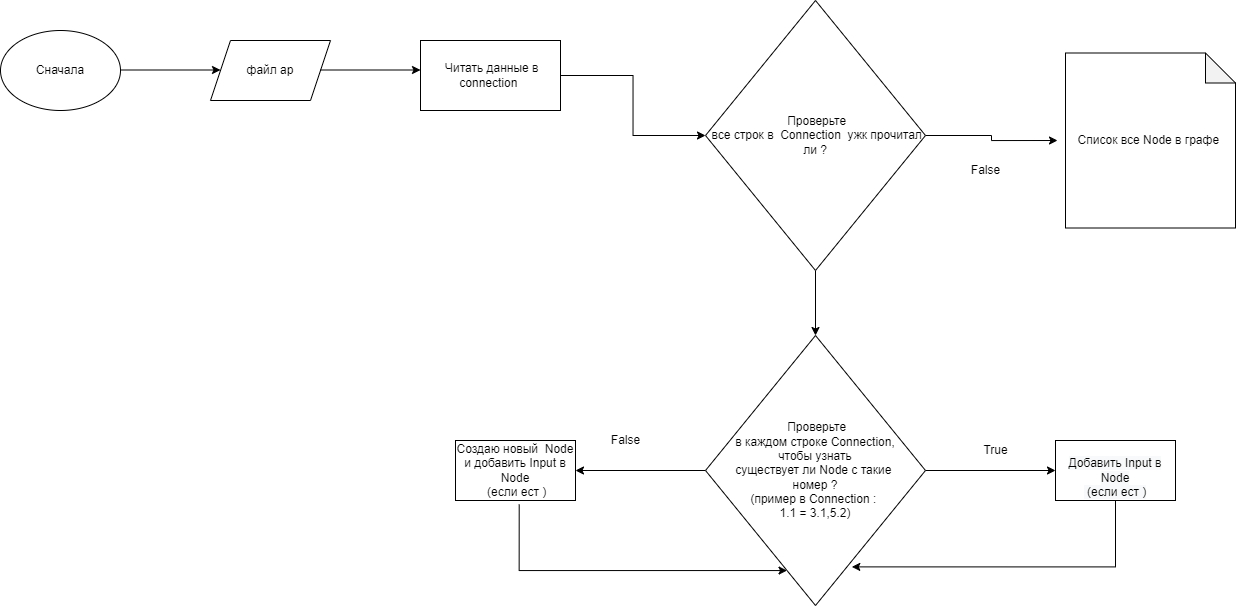 Сначала
файл ap
Читать данные в
connection
Проверьте
все строк в Connection ужк прочитал
ли ?
False
Список все Node в графе
Проверьте
в каждом строке Connection,
чтобы узнать
существует ли Node с такие
номер ?
(пример в Connection :
1.1 = 3.1,5.2)
False
Создаю новый Node
и добавить Input в
Node
(если ест )
True
Добавить Input в
Node
(если ест )